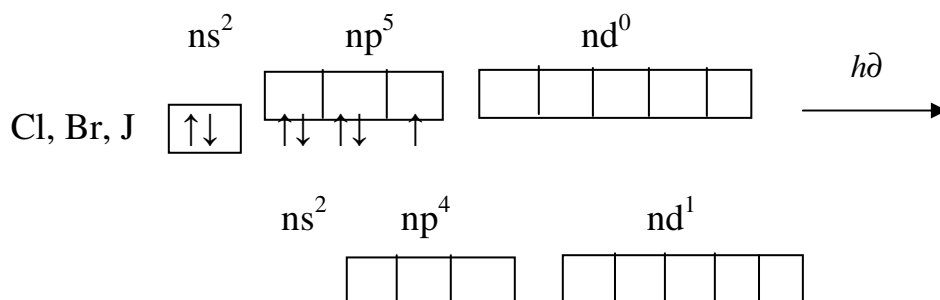 ns² np⁵ nd⁰
h∂
Cl, Br, J ↑↓ ↑↓ ↑↓ ↑
ns² np⁴ nd¹